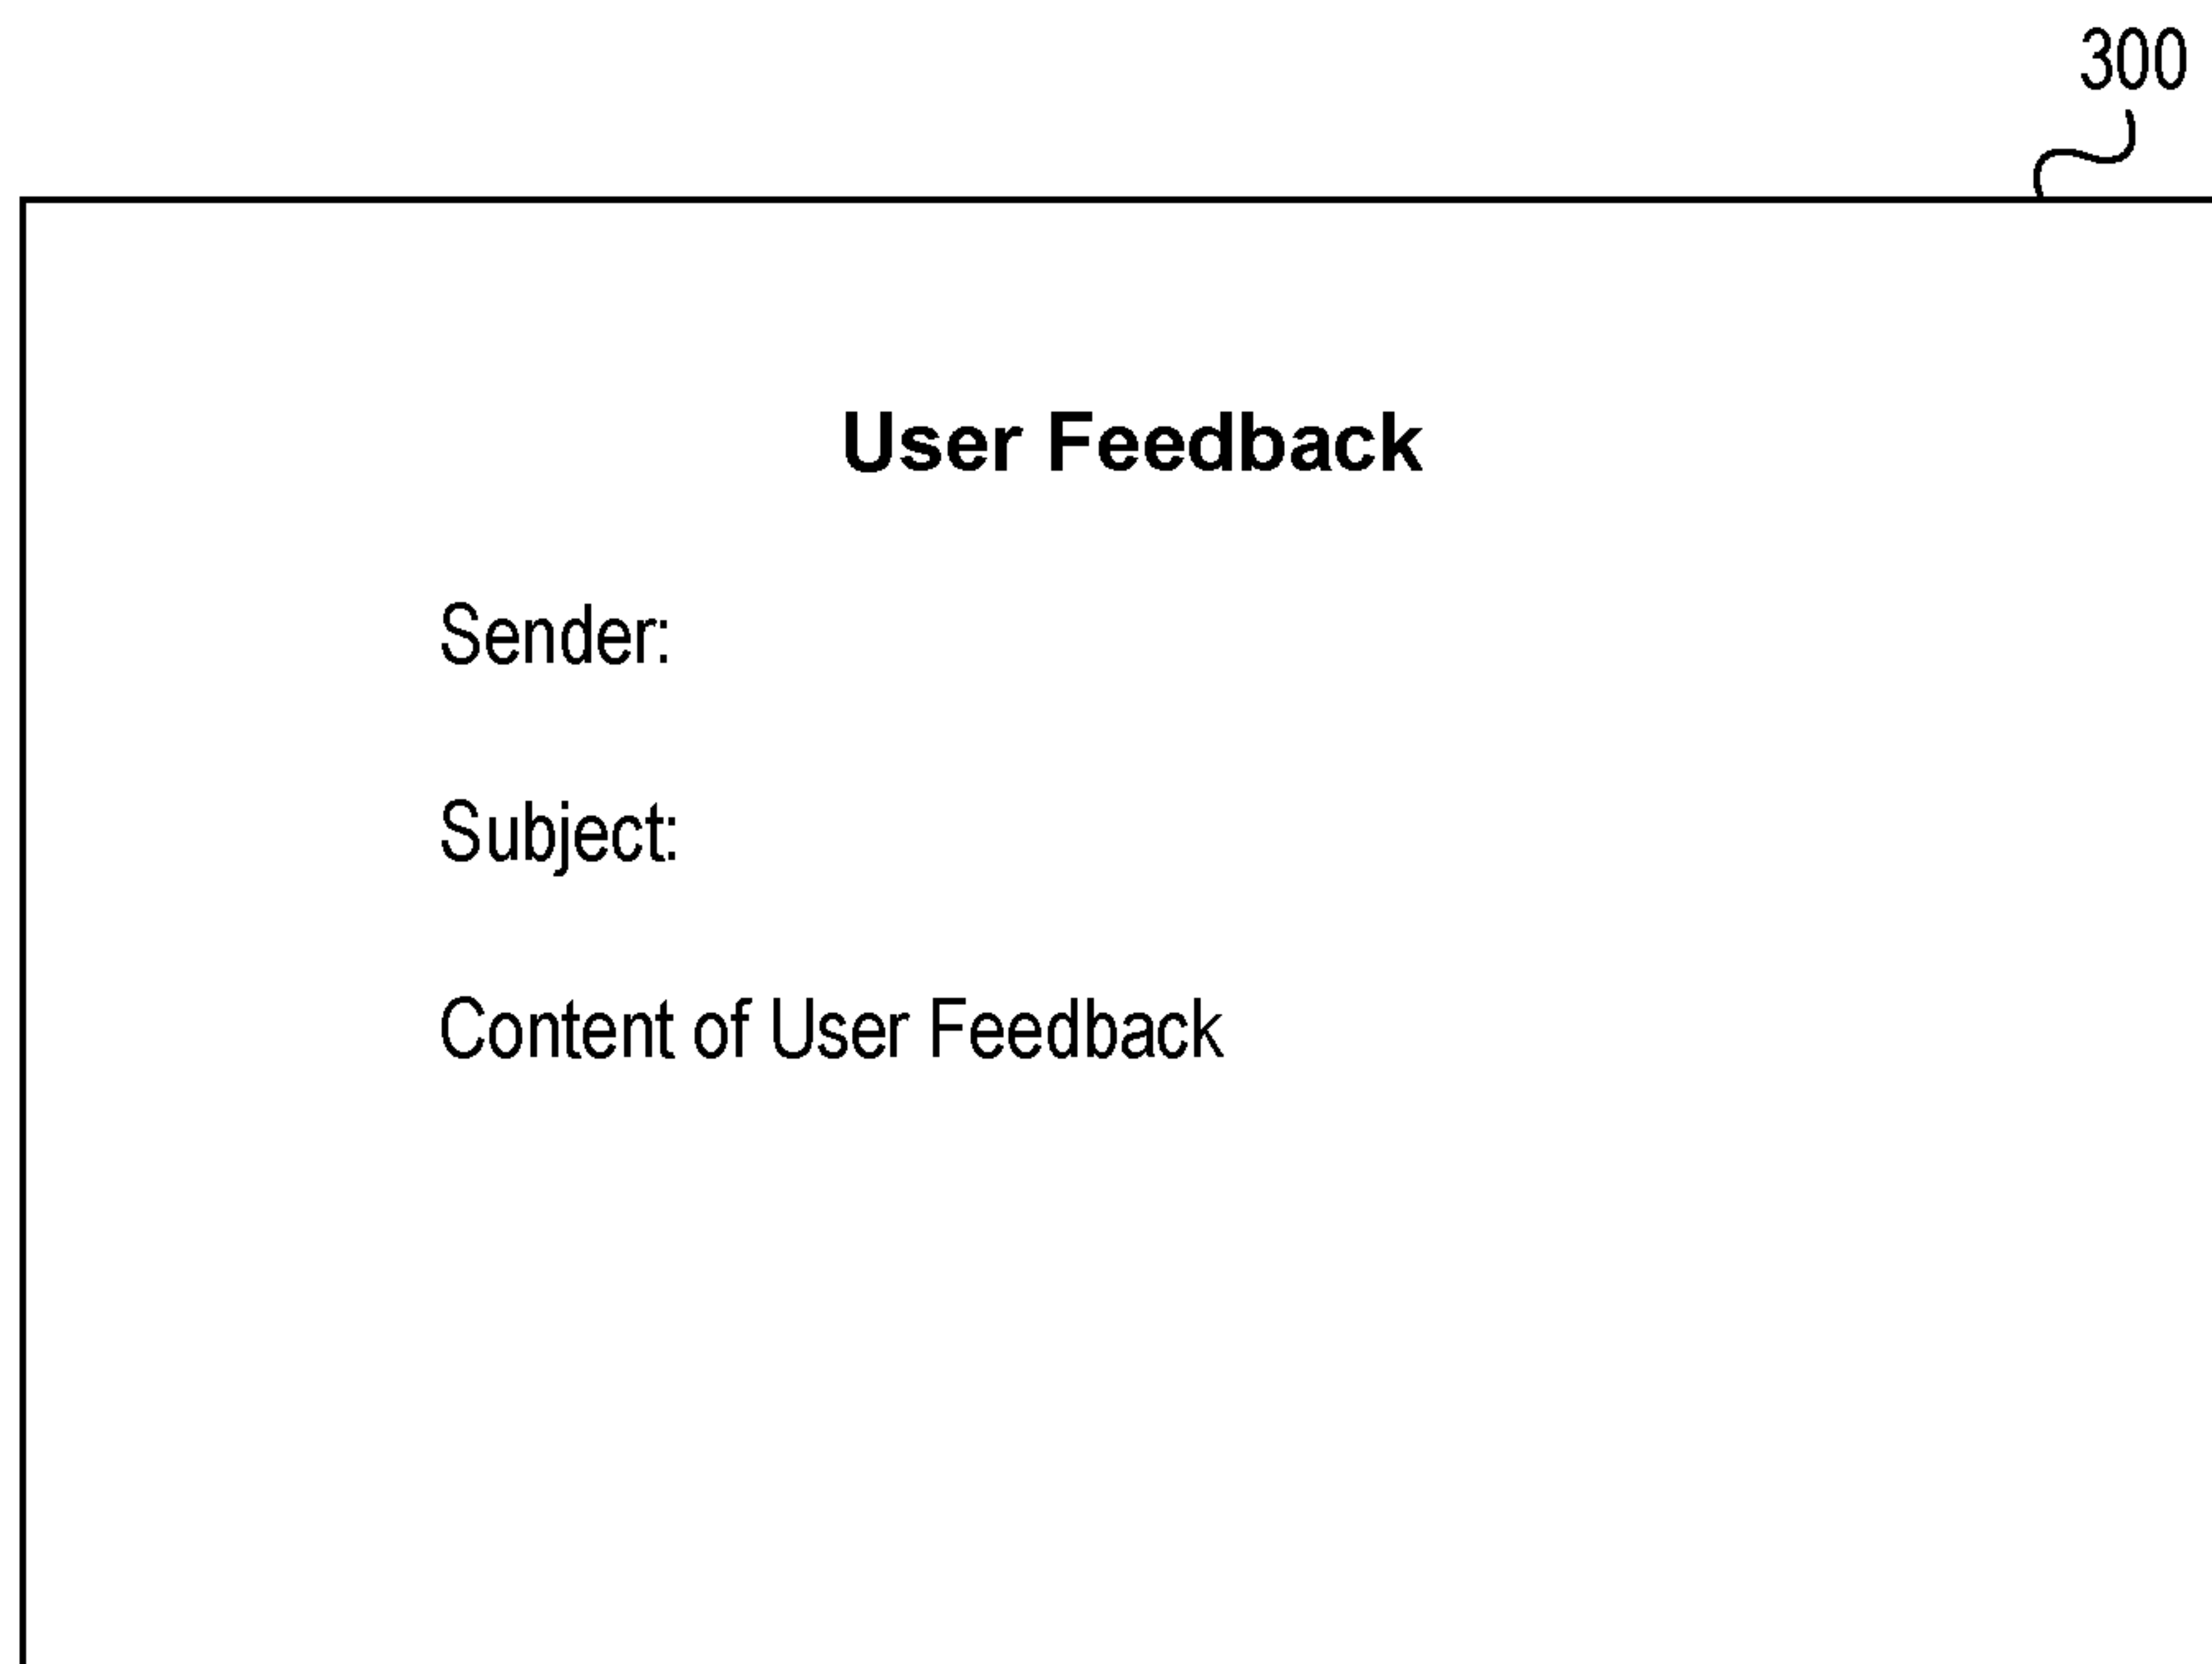 300
User Feedback
Sender:
Subject:
Content of User Feedback